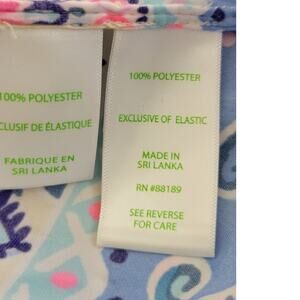 100% POLYESTER
CLUSIF DE ÉLASTIQUE
FABRIQUE EN
SRI LANKA
100% POLYESTER
EXCLUSIVE OF ELASTIC
MADE IN
SRI LANKA
RN #88189
SEE REVERSE
FOR CARE